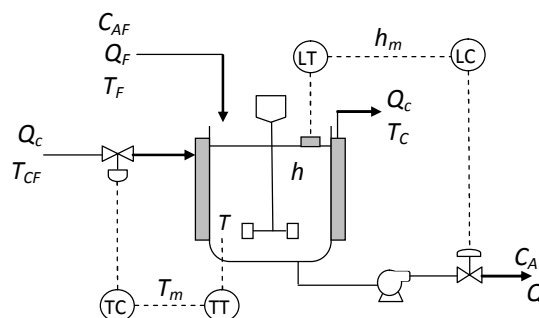 C_AF
Q_F
T_F
LT
h_m
LC
Q_c
T_C
Q_c
T_CF
h
T
C_A
Q
TC
T_m
TT